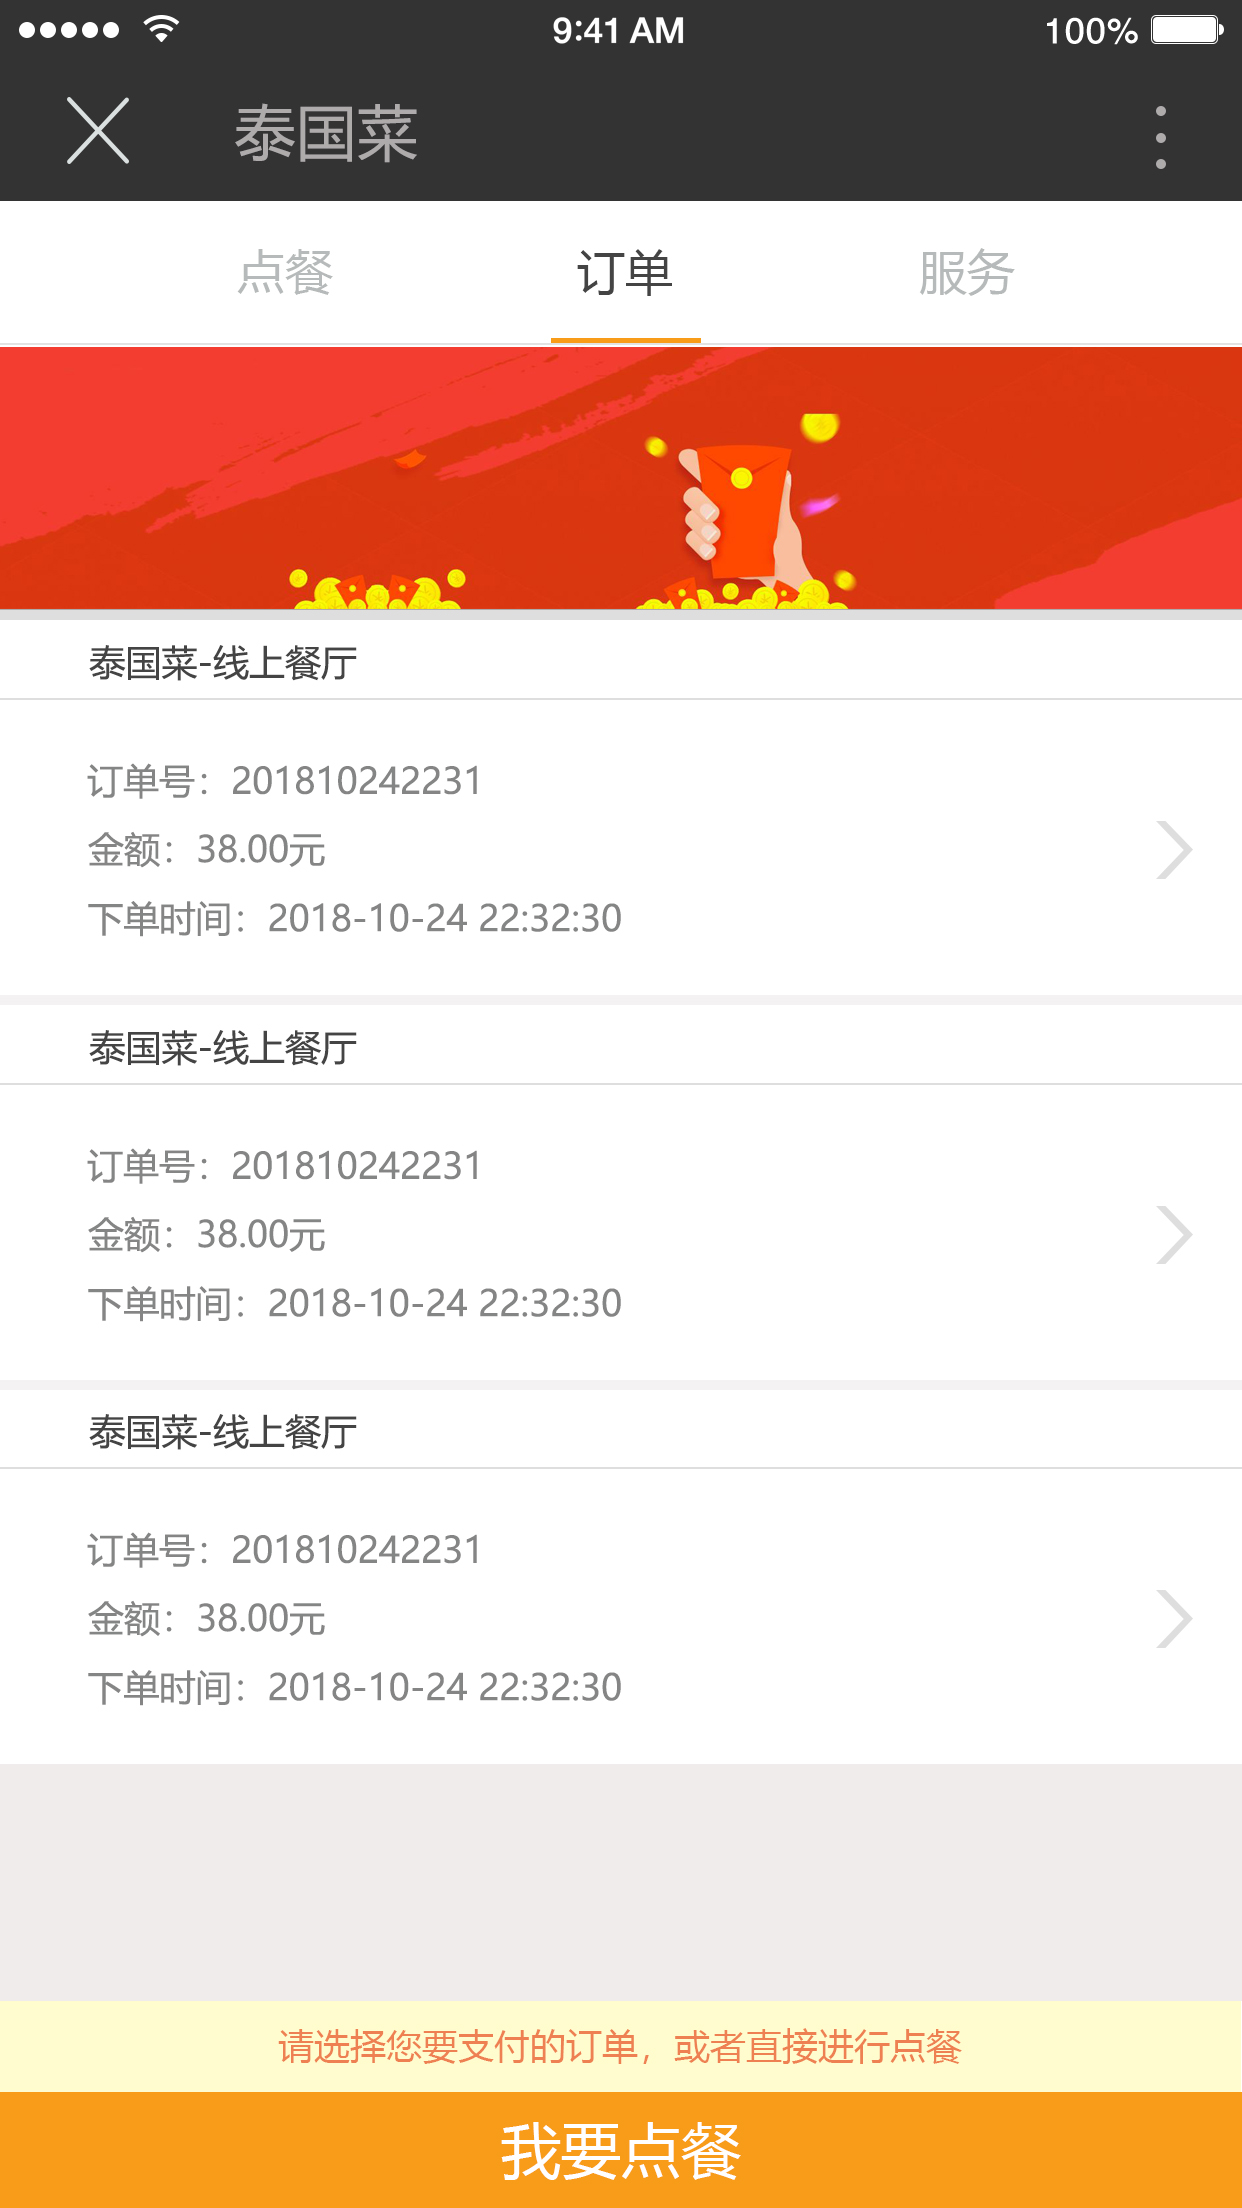 9:41 AM
100%
泰国菜
点餐
订单
服务
泰国菜-线上餐厅
订单号：201810242231
金额：38.00元
下单时间：2018-10-24 22:32:30
泰国菜-线上餐厅
订单号：201810242231
金额：38.00元
下单时间：2018-10-24 22:32:30
泰国菜-线上餐厅
订单号：201810242231
金额：38.00元
下单时间：2018-10-24 22:32:30
请选择您要支付的订单，或者直接进行点餐
我要点餐